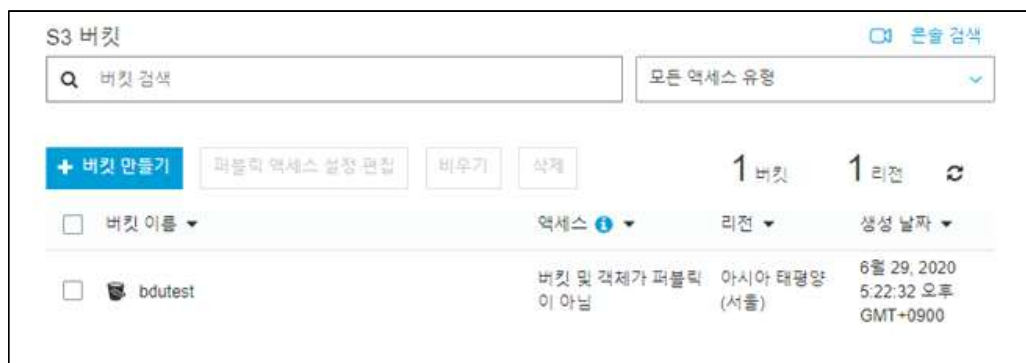 S3 버킷
콘솔 검색
버킷 검색
모든 액세스 유형
+ 버킷 만들기
퍼블릭 액세스 설정 편집
비우기
삭제
1 버킷
1 리전
버킷 이름
액세스
리전
생성 날짜
bdutest
버킷 및 객체가 퍼블릭
이 아님
아시아 태평양
(서울)
6월 29, 2020
5:22:32 오후
GMT+0900